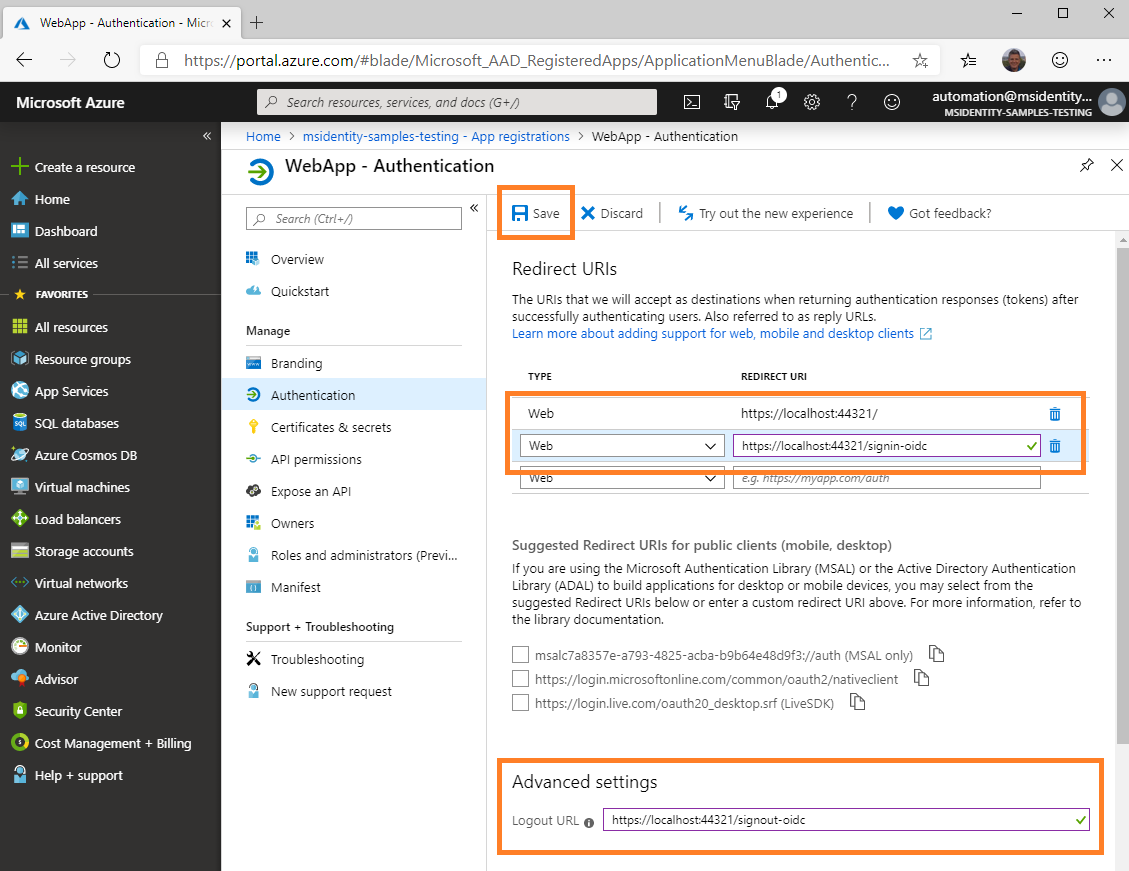 WebApp - Authentication - Micr
https://portal.azure.com/#blade/Microsoft_AAD_RegisteredApps/ApplicationMenuBlade/Authentic...
Microsoft Azure
Search resources, services, and docs (G+/)
1
automation@msidentity...
MSIDENTITY-SAMPLES-TESTING
Create a resource
Home
Dashboard
All services
FAVORITES
All resources
Resource groups
App Services
SQL databases
Azure Cosmos DB
Virtual machines
Load balancers
Storage accounts
Virtual networks
Azure Active Directory
Monitor
Advisor
Security Center
Cost Management + Billing
Help + support
Home > msidentity-samples-testing - App registrations > WebApp - Authentication
WebApp - Authentication
Search (Ctrl+/)
Overview
Quickstart
Manage
Branding
Authentication
Certificates & secrets
API permissions
Expose an API
Owners
Roles and administrators (Previ...
Manifest
Support + Troubleshooting
Troubleshooting
New support request
Save Discard Try out the new experience Got feedback?
Redirect URIs
The URIs that we will accept as destinations when returning authentication responses (tokens) after
successfully authenticating users. Also referred to as reply URLs.
Learn more about adding support for web, mobile and desktop clients
TYPE REDIRECT URI
Web https://localhost:44321/
Web https://localhost:44321/signin-oidc
Web e.g. https://myapp.com/auth
Suggested Redirect URIs for public clients (mobile, desktop)
If you are using the Microsoft Authentication Library (MSAL) or the Active Directory Authentication
Library (ADAL) to build applications for desktop or mobile devices, you may select from the
suggested Redirect URIs below or enter a custom redirect URI above. For more information, refer to
the library documentation.
msalc7a8357e-a793-4825-acba-b9b64e48d9f3://auth (MSAL only)
https://login.microsoftonline.com/common/oauth2/nativeclient
https://login.live.com/oauth20_desktop.srf (LiveSDK)
Advanced settings
Logout URL https://localhost:44321/signout-oidc